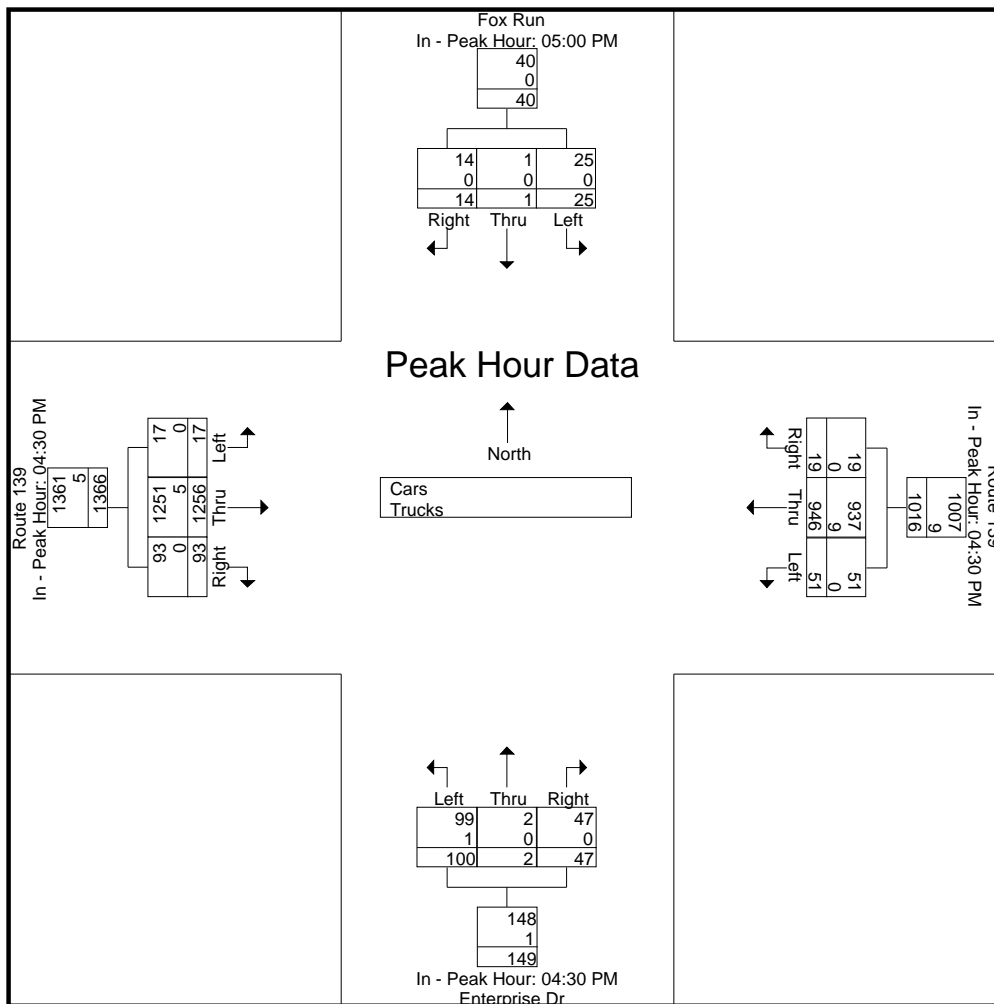 Fox Run
In - Peak Hour: 05:00 PM
40
0
40
14 1 25
0 0 0
14 1 25
Right Thru Left
Peak Hour Data
North
Cars
Trucks
Route 139
In - Peak Hour: 04:30 PM
1361
5
1366
17 0 17
Left
1251 5 1256
Thru
93 0 93
Right
Route 139
In - Peak Hour: 04:30 PM
1007
9
1016
Right
19 0 19
Thru
937 9 946
Left
51 0 51
Left Thru Right
99 2 47
1 0 0
100 2 47
148
1
149
In - Peak Hour: 04:30 PM
Enterprise Dr